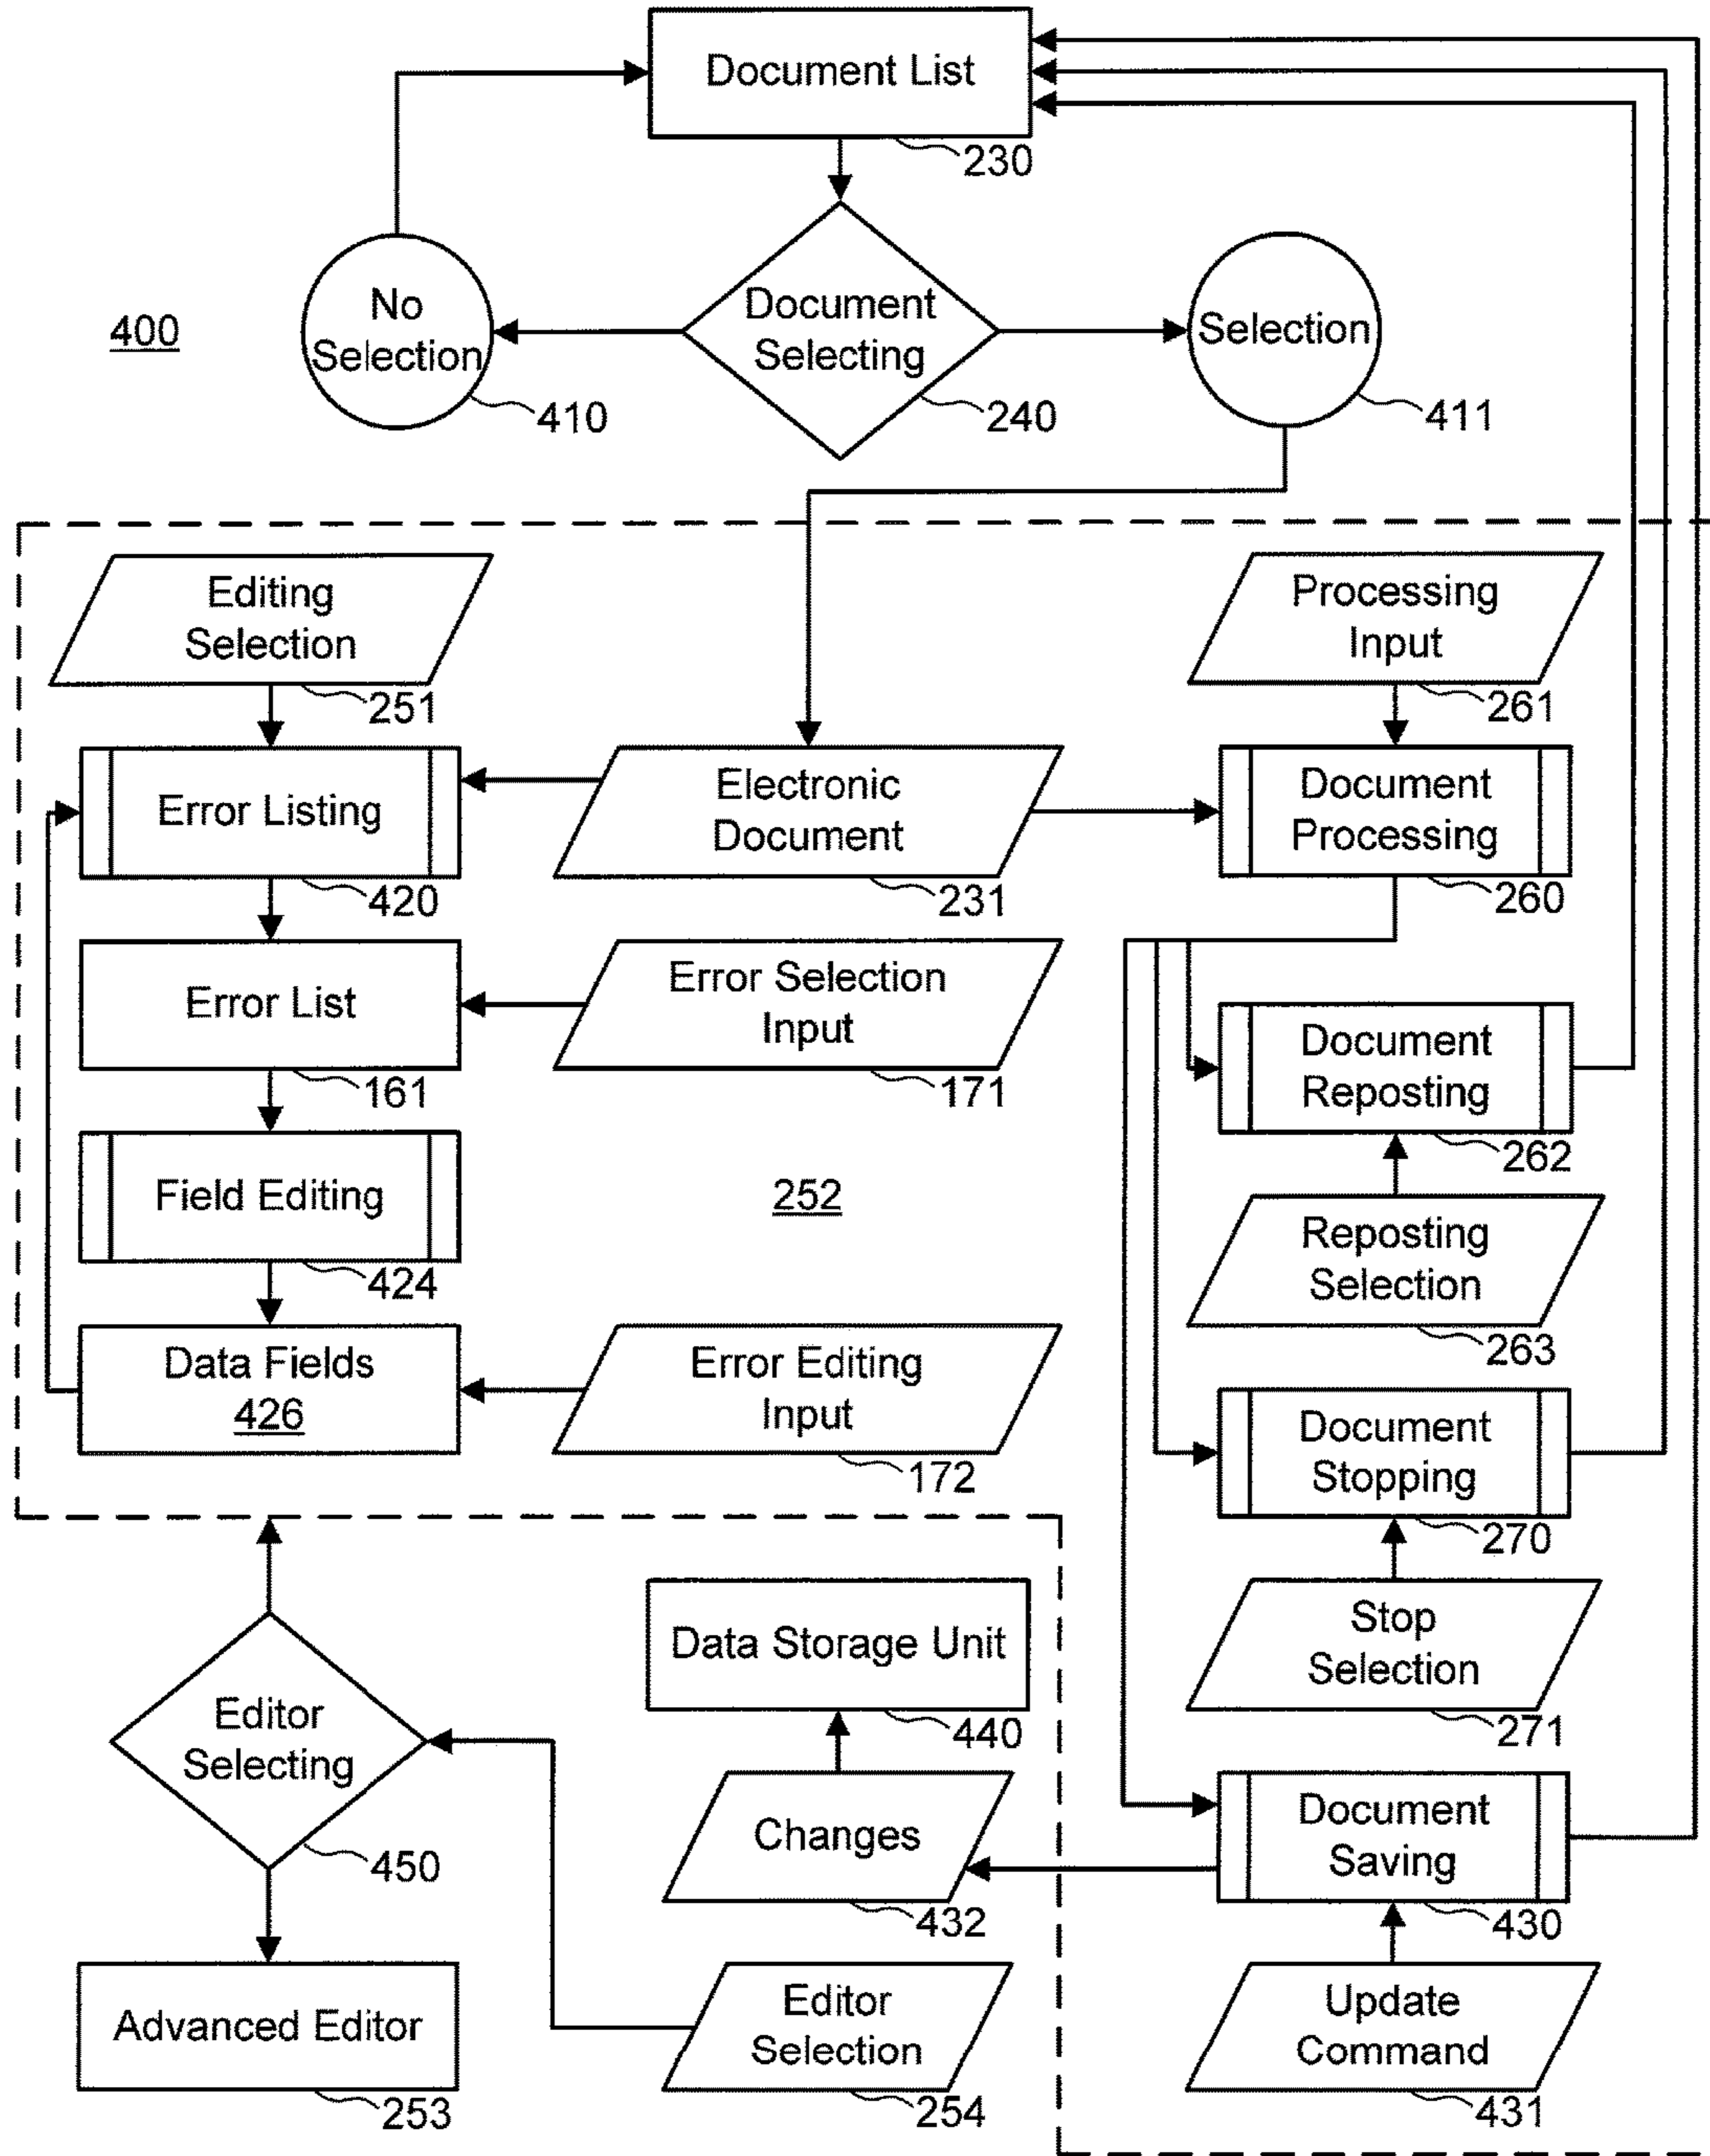 Document List
230
400
No
Selection
410
Document
Selecting
240
Selection
411
Editing
Selection
251
Processing
Input
261
Error Listing
420
Electronic
Document
231
Document
Processing
260
Error List
161
Error Selection
Input
171
Document
Reposting
262
Field Editing
424
252
Reposting
Selection
263
Data Fields
426
Error Editing
Input
172
Document
Stopping
270
Data Storage Unit
440
Stop
Selection
271
Editor
Selecting
450
Changes
432
Document
Saving
430
Advanced Editor
253
Editor
Selection
254
Update
Command
431